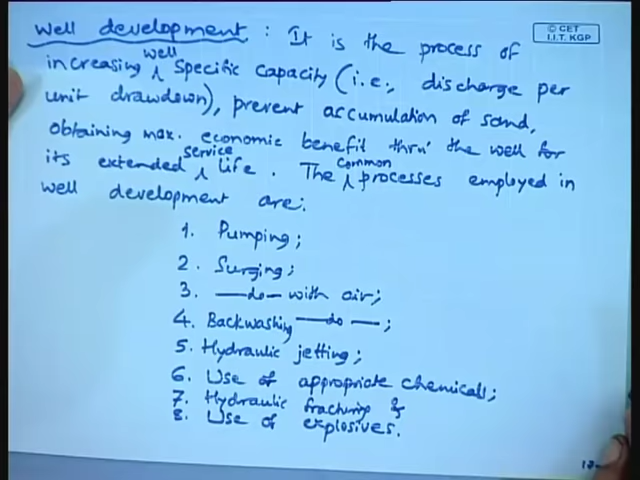 © CET
I.I.T. KGP
Well development : It is the process of
increasing well specific capacity (i.e., discharge per
unit drawdown), prevent accumulation of sand,
obtaining max. economic benefit thru' the well for
its extended service life. The common processes employed in
well development are:
1. Pumping;
2. Surging;
3. —do— with air;
4. Backwashing —do—;
5. Hydraulic jetting;
6. Use of appropriate chemicals;
7. Hydraulic fracturing &
8. Use of explosives.